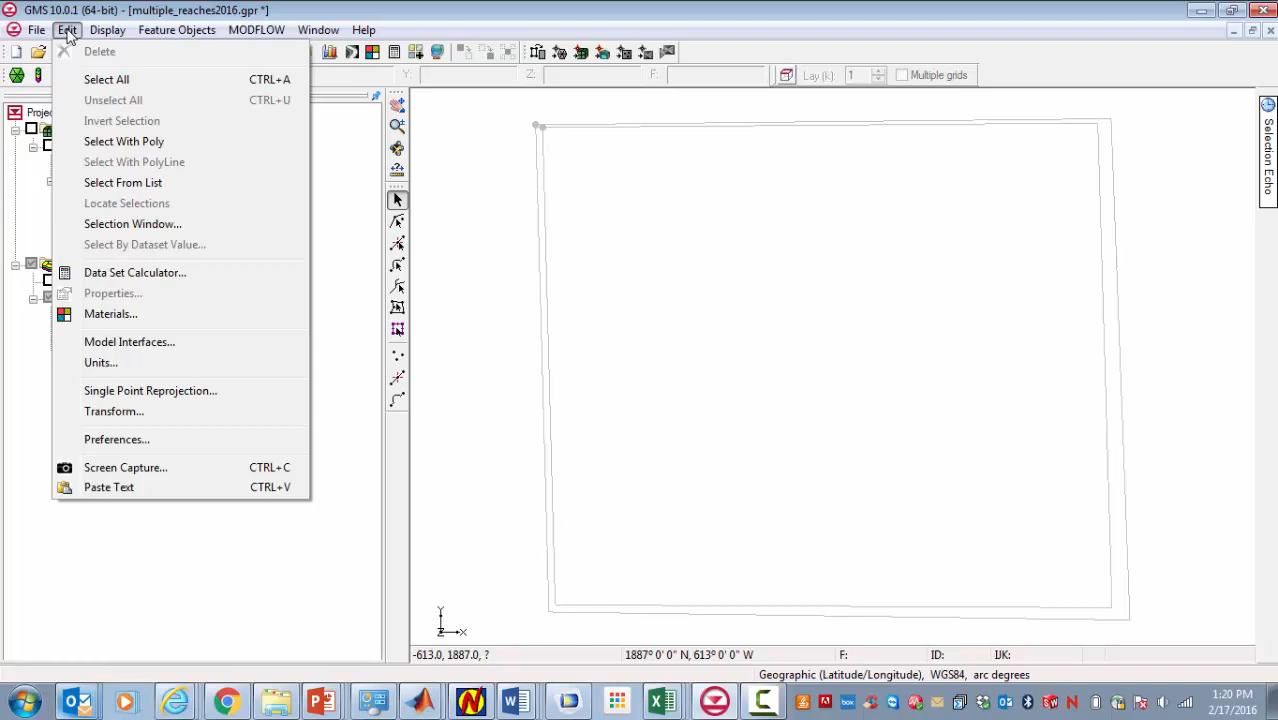 GMS 10.0.1 (64-bit) - [multiple_reaches2016.gpr *]
File Edit Display Feature Objects MODFLOW Window Help
Y: Z: F: Lay (k): 1 Multiple grids
Delete
Select All CTRL+A
Unselect All CTRL+U
Invert Selection
Select With Poly
Select With PolyLine
Select From List
Locate Selections
Selection Window...
Select By Dataset Value...
Data Set Calculator...
Properties...
Materials...
Model Interfaces...
Units...
Single Point Reprojection...
Transform...
Preferences...
Screen Capture... CTRL+C
Paste Text CTRL+V
Proje
Selection Echo
Y
Z X
-613.0, 1887.0, ? 1887º 0' 0" N, 613º 0' 0" W F: ID: IJK:
Geographic (Latitude/Longitude), WGS84, arc degrees
1:20 PM
2/17/2016